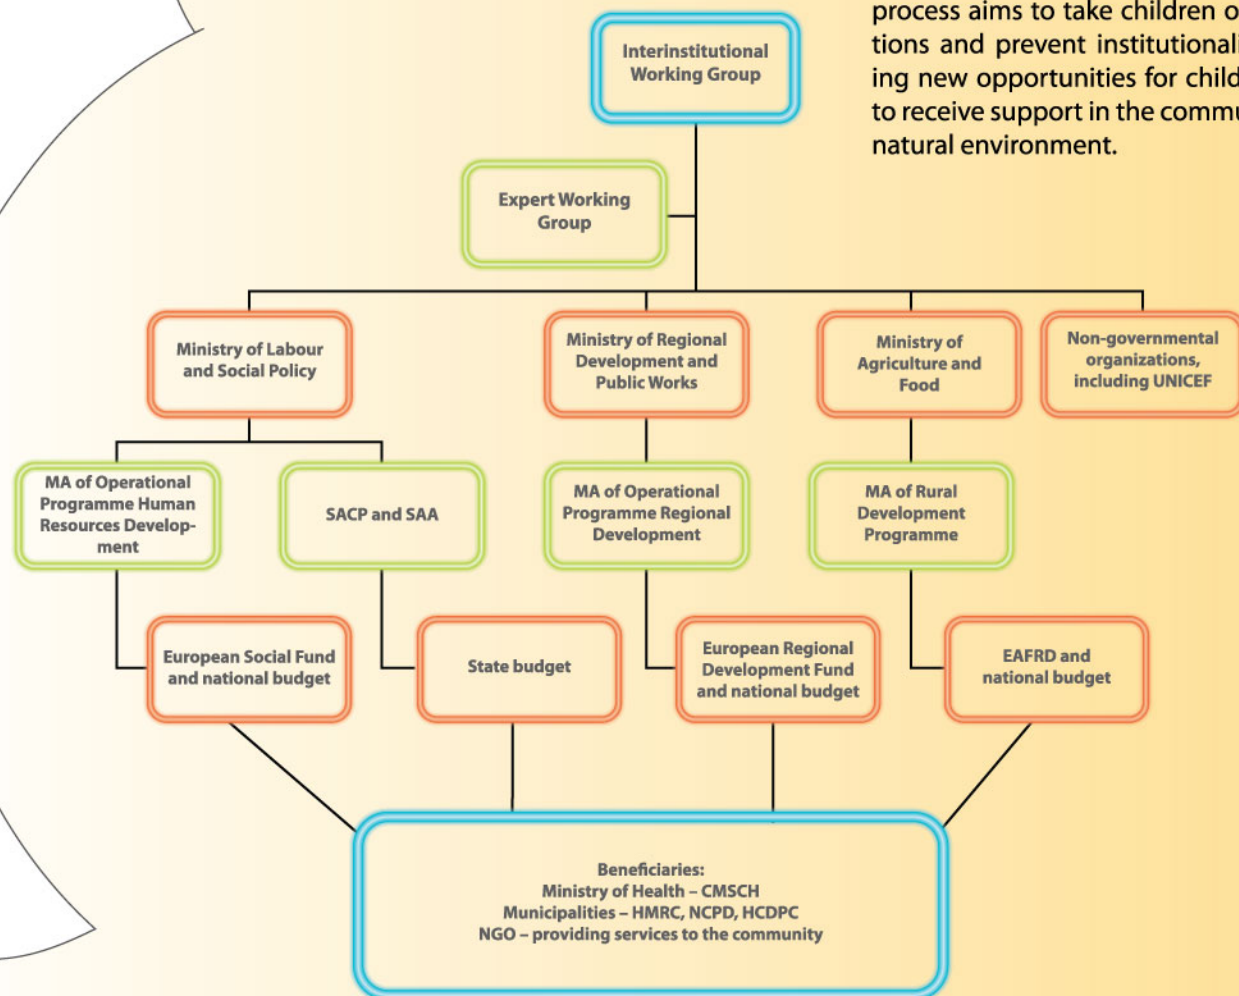 process aims to take children o
tions and prevent institutionali
ing new opportunities for child
to receive support in the commu
natural environment.
Interinstitutional
Working Group
Expert Working
Group
Ministry of Labour
and Social Policy
Ministry of Regional
Development and
Public Works
Ministry of
Agriculture and
Food
Non-governmental
organizations,
including UNICEF
MA of Operational
Programme Human
Resources Develop-
ment
SACP and SAA
MA of Operational
Programme Regional
Development
MA of Rural
Development
Programme
European Social Fund
and national budget
State budget
European Regional
Development Fund
and national budget
EAFRD and
national budget
Beneficiaries:
Ministry of Health – CMSCH
Municipalities – HMRC, NCPD, HCDPC
NGO – providing services to the community